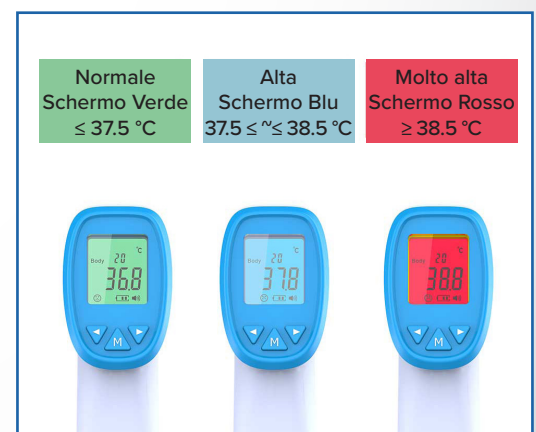 Normale
Schermo Verde
≤ 37.5 °C
Alta
Schermo Blu
37.5 ≤ ~≤ 38.5 °C
Molto alta
Schermo Rosso
≥ 38.5 °C
°C
Body 20
36.8
M
°C
Body 20
37.8
M
°C
Body 20
38.8
M